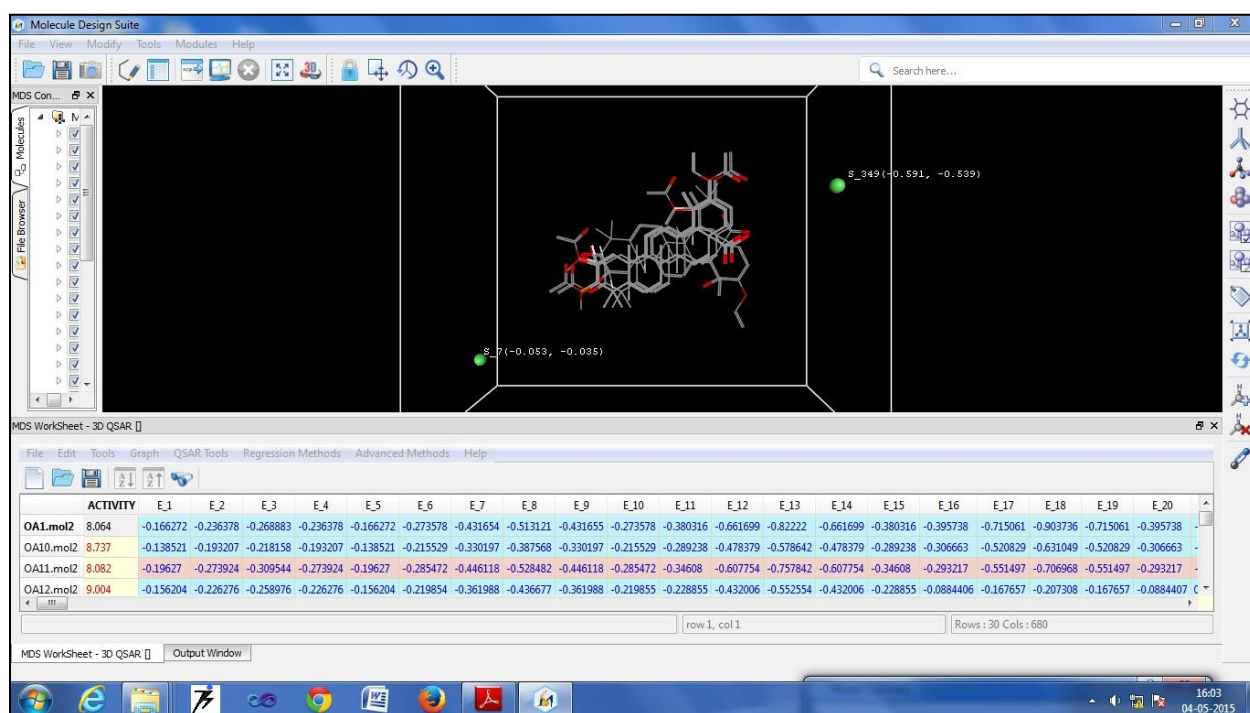 Molecule Design Suite
File View Modify Tools Modules Help
Search here...
MDS Con...
Molecules
File Browser
S_349(-0.591, -0.539)
S_7(-0.053, -0.035)
MDS WorkSheet - 3D QSAR []
File Edit Tools Graph QSAR Tools Regression Methods Advanced Methods Help
ACTIVITY E_1 E_2 E_3 E_4 E_5 E_6 E_7 E_8 E_9 E_10 E_11 E_12 E_13 E_14 E_15 E_16 E_17 E_18 E_19 E_20
OA1.mol2 8.064 -0.166272 -0.236378 -0.268883 -0.236378 -0.166272 -0.273578 -0.431654 -0.513121 -0.431655 -0.273578 -0.380316 -0.661699 -0.82222 -0.661699 -0.380316 -0.395738 -0.715061 -0.903736 -0.715061 -0.395738
OA10.mol2 8.737 -0.138521 -0.193207 -0.218158 -0.193207 -0.138521 -0.215529 -0.330197 -0.387568 -0.330197 -0.215529 -0.289238 -0.478379 -0.578642 -0.478379 -0.289238 -0.306663 -0.520829 -0.631049 -0.520829 -0.306663
OA11.mol2 8.082 -0.19627 -0.273924 -0.309544 -0.273924 -0.19627 -0.285472 -0.446118 -0.528482 -0.446118 -0.285472 -0.34608 -0.607754 -0.757842 -0.607754 -0.34608 -0.293217 -0.551497 -0.706968 -0.551497 -0.293217
OA12.mol2 9.004 -0.156204 -0.226276 -0.258976 -0.226276 -0.156204 -0.219854 -0.361988 -0.436677 -0.361988 -0.219855 -0.228855 -0.432006 -0.552554 -0.432006 -0.228855 -0.0884406 -0.167657 -0.207308 -0.167657 -0.0884407
row 1, col 1
Rows : 30 Cols : 680
MDS WorkSheet - 3D QSAR [] Output Window
16:03
04-05-2015